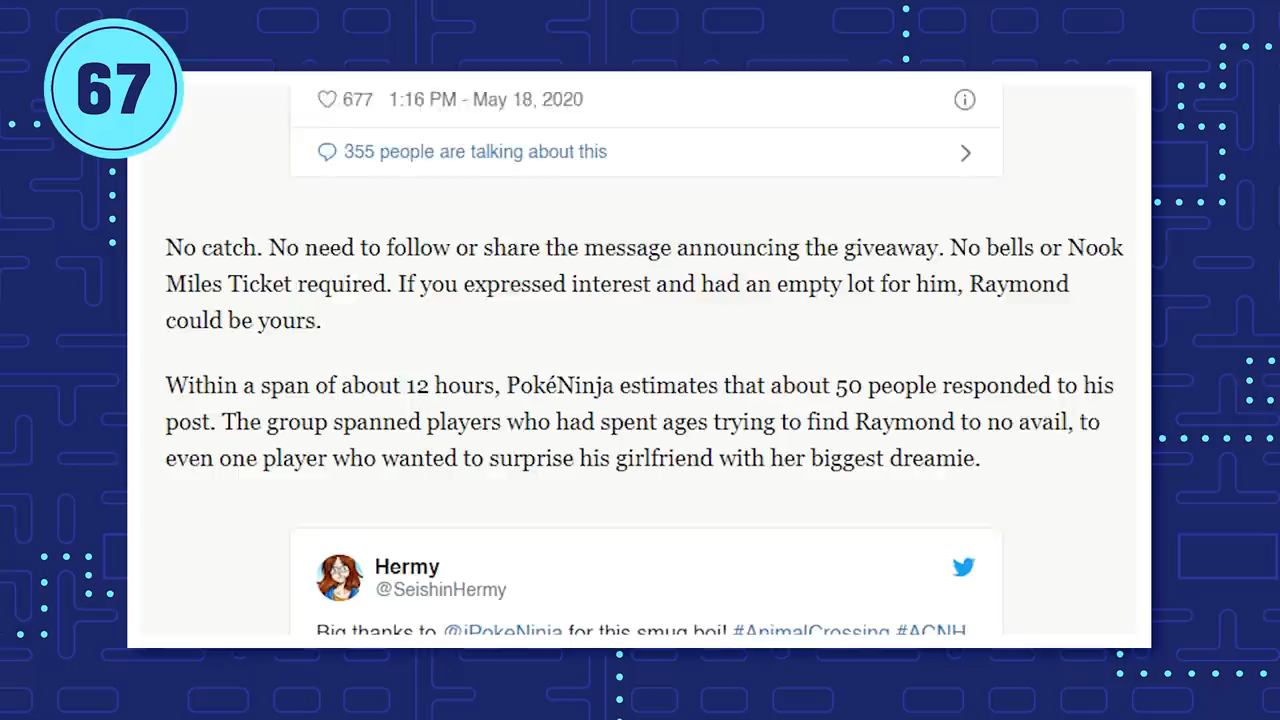 67
677 1:16 PM - May 18, 2020
355 people are talking about this
No catch. No need to follow or share the message announcing the giveaway. No bells or Nook
Miles Ticket required. If you expressed interest and had an empty lot for him, Raymond
could be yours.
Within a span of about 12 hours, PokéNinja estimates that about 50 people responded to his
post. The group spanned players who had spent ages trying to find Raymond to no avail, to
even one player who wanted to surprise his girlfriend with her biggest dreamie.
Hermy
@SeishinHermy
Big thanks to @iPokeNinja for this smug boi! #AnimalCrossing #ACNH